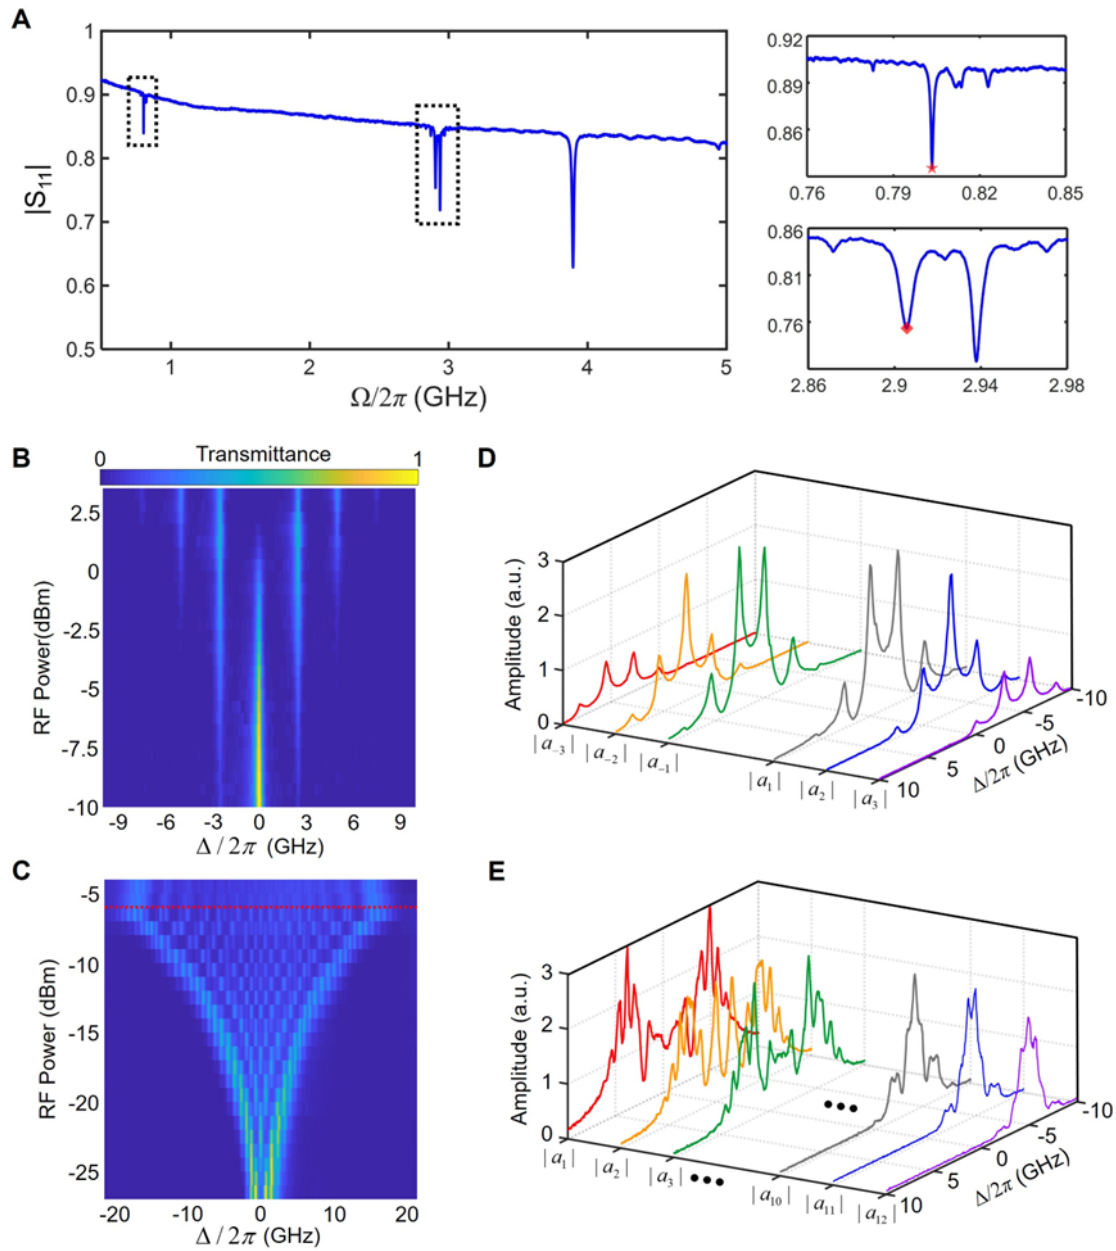 A
1
0.9
0.8
0.7
0.6
0.5
|S11|
1 2 3 4 5
Ω/2π (GHz)
0.92
0.89
0.86
0.76 0.79 0.82 0.85
0.86
0.81
0.76
2.86 2.9 2.94 2.98
B
Transmittance
0 1
2.5
0
-2.5
-5
-7.5
-10
RF Power(dBm)
-9 -6 -3 0 3 6 9
Δ / 2π (GHz)
C
-5
-10
-15
-20
-25
RF Power (dBm)
-20 -10 0 10 20
Δ / 2π (GHz)
D
3
2
1
0
Amplitude (a.u.)
|a−3| |a−2| |a−1| |a1| |a2| |a3|
10 5 0 -5 -10
Δ/2π (GHz)
E
3
2
1
0
Amplitude (a.u.)
|a1| |a2| |a3| ••• |a10| |a11| |a12|
•••
10 5 0 -5 -10
Δ/2π (GHz)